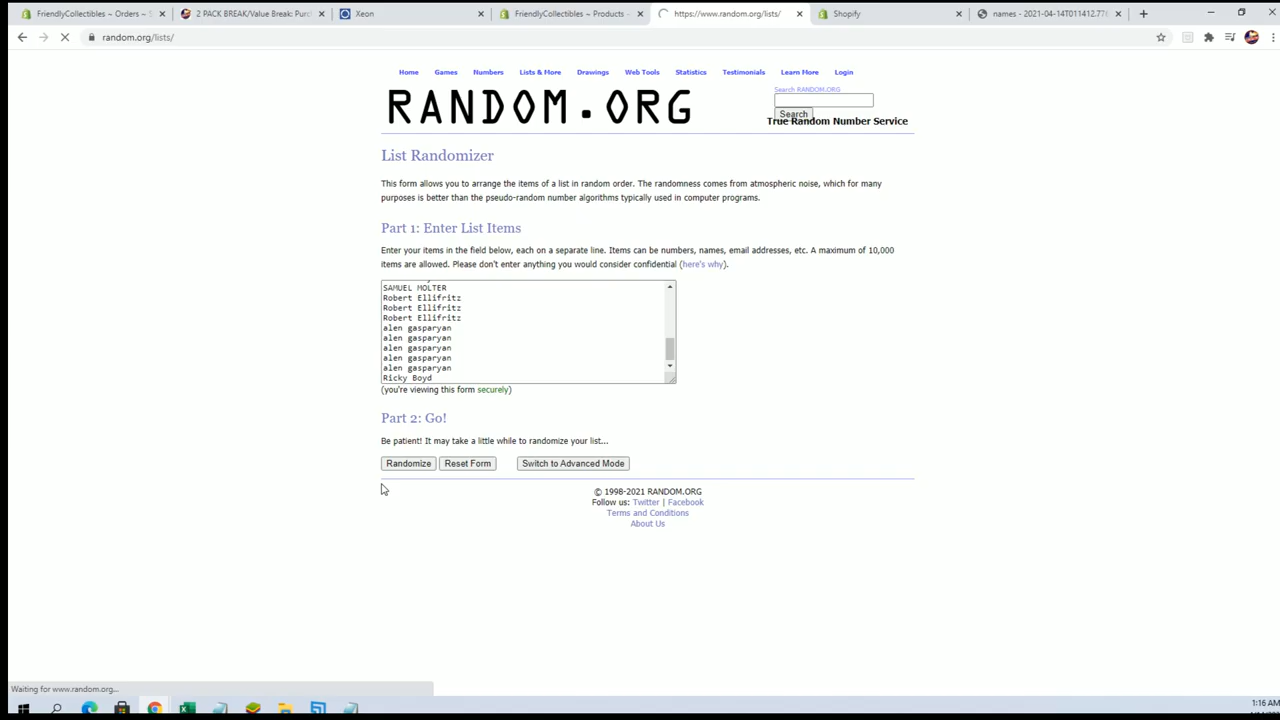 FriendlyCollectibles ~ Orders ~ S
2 PACK BREAK/Value Break: Purc
Xeon
FriendlyCollectibles ~ Products ~
https://www.random.org/lists/
Shopify
names - 2021-04-14T011412.77
random.org/lists/
Home Games Numbers Lists & More Drawings Web Tools Statistics Testimonials Learn More Login
Search RANDOM.ORG
RANDOM.ORG
Search
True Random Number Service
List Randomizer
This form allows you to arrange the items of a list in random order. The randomness comes from atmospheric noise, which for many
purposes is better than the pseudo-random number algorithms typically used in computer programs.
Part 1: Enter List Items
Enter your items in the field below, each on a separate line. Items can be numbers, names, email addresses, etc. A maximum of 10,000
items are allowed. Please don't enter anything you would consider confidential (here's why).
SAMUEL MOLTER
Robert Ellifritz
Robert Ellifritz
Robert Ellifritz
alen gasparyan
alen gasparyan
alen gasparyan
alen gasparyan
alen gasparyan
Ricky Boyd
(you're viewing this form securely)
Part 2: Go!
Be patient! It may take a little while to randomize your list...
Randomize Reset Form Switch to Advanced Mode
© 1998-2021 RANDOM.ORG
Follow us: Twitter | Facebook
Terms and Conditions
About Us
Waiting for www.random.org...
1:16 AM